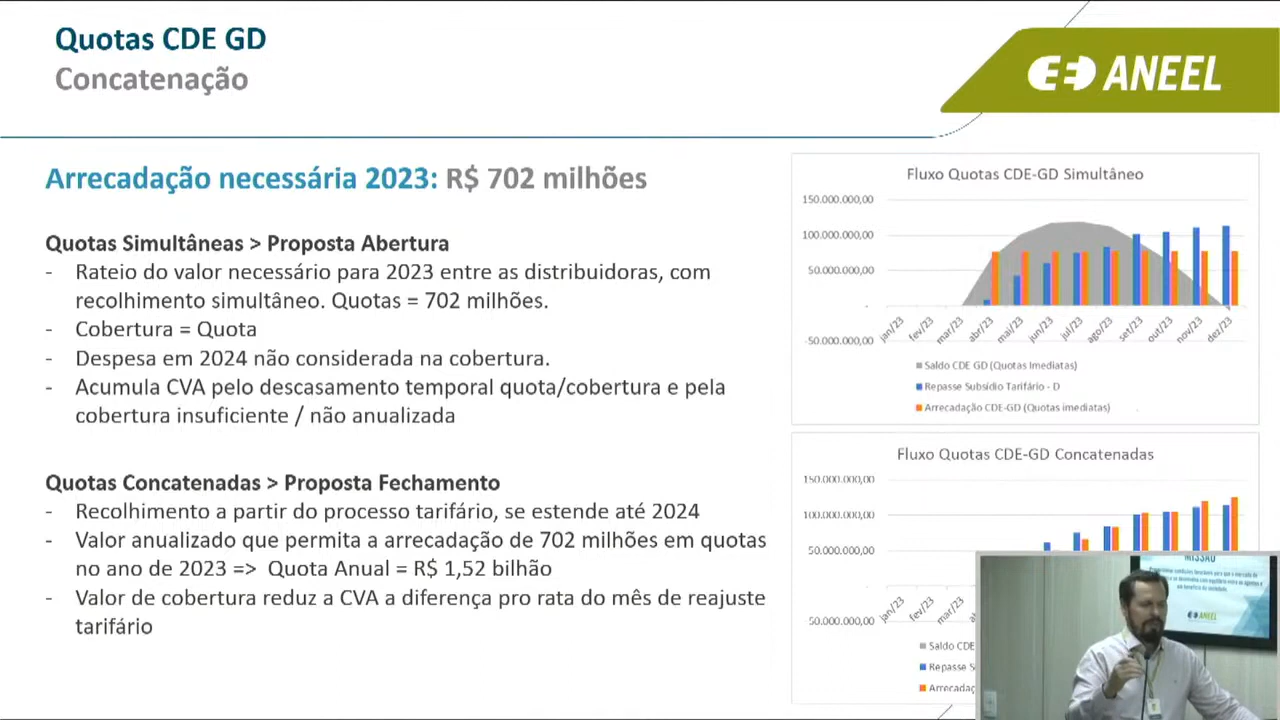 Quotas CDE GD
Concatenação
ANEEL
Arrecadação necessária 2023: R$ 702 milhões
Quotas Simultâneas > Proposta Abertura
- Rateio do valor necessário para 2023 entre as distribuidoras, com
recolhimento simultâneo. Quotas = 702 milhões.
- Cobertura = Quota
- Despesa em 2024 não considerada na cobertura.
- Acumula CVA pelo descasamento temporal quota/cobertura e pela
cobertura insuficiente / não anualizada
Quotas Concatenadas > Proposta Fechamento
- Recolhimento a partir do processo tarifário, se estende até 2024
- Valor anualizado que permita a arrecadação de 702 milhões em quotas
no ano de 2023 => Quota Anual = R$ 1,52 bilhão
- Valor de cobertura reduz a CVA a diferença pro rata do mês de reajuste
tarifário
Fluxo Quotas CDE-GD Simultâneo
150.000.000,00
100.000.000,00
50.000.000,00
-
-50.000.000,00
jan/23 fev/23 mar/23 abr/23 mai/23 jun/23 jul/23 ago/23 set/23 out/23 nov/23 dez/23
Saldo CDE GD (Quotas Imediatas)
Repasse Subsídio Tarifário - D
Arrecadação CDE-GD (Quotas imediatas)
Fluxo Quotas CDE-GD Concatenadas
150.000.000,00
100.000.000,00
50.000.000,00
-
50.000.000,00
jan/23 fev/23 mar/23
Saldo CDE
Repasse S
Arrecadaç
MISSÃO
ANEEL